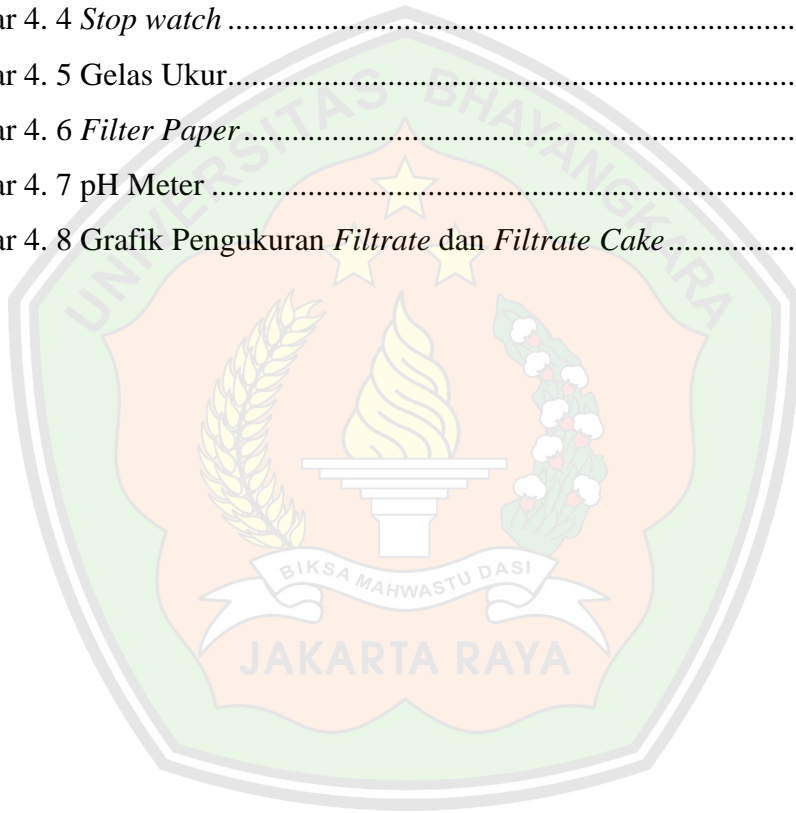 ar 4. 4 Stop watch ..........................................................................
ar 4. 5 Gelas Ukur..........................................................................
ar 4. 6 Filter Paper ........................................................................
ar 4. 7 pH Meter ............................................................................
ar 4. 8 Grafik Pengukuran Filtrate dan Filtrate Cake ................
UNIVERSITAS BHAYANGKARA
BIKSA MAHWASTU DASI
JAKARTA RAYA